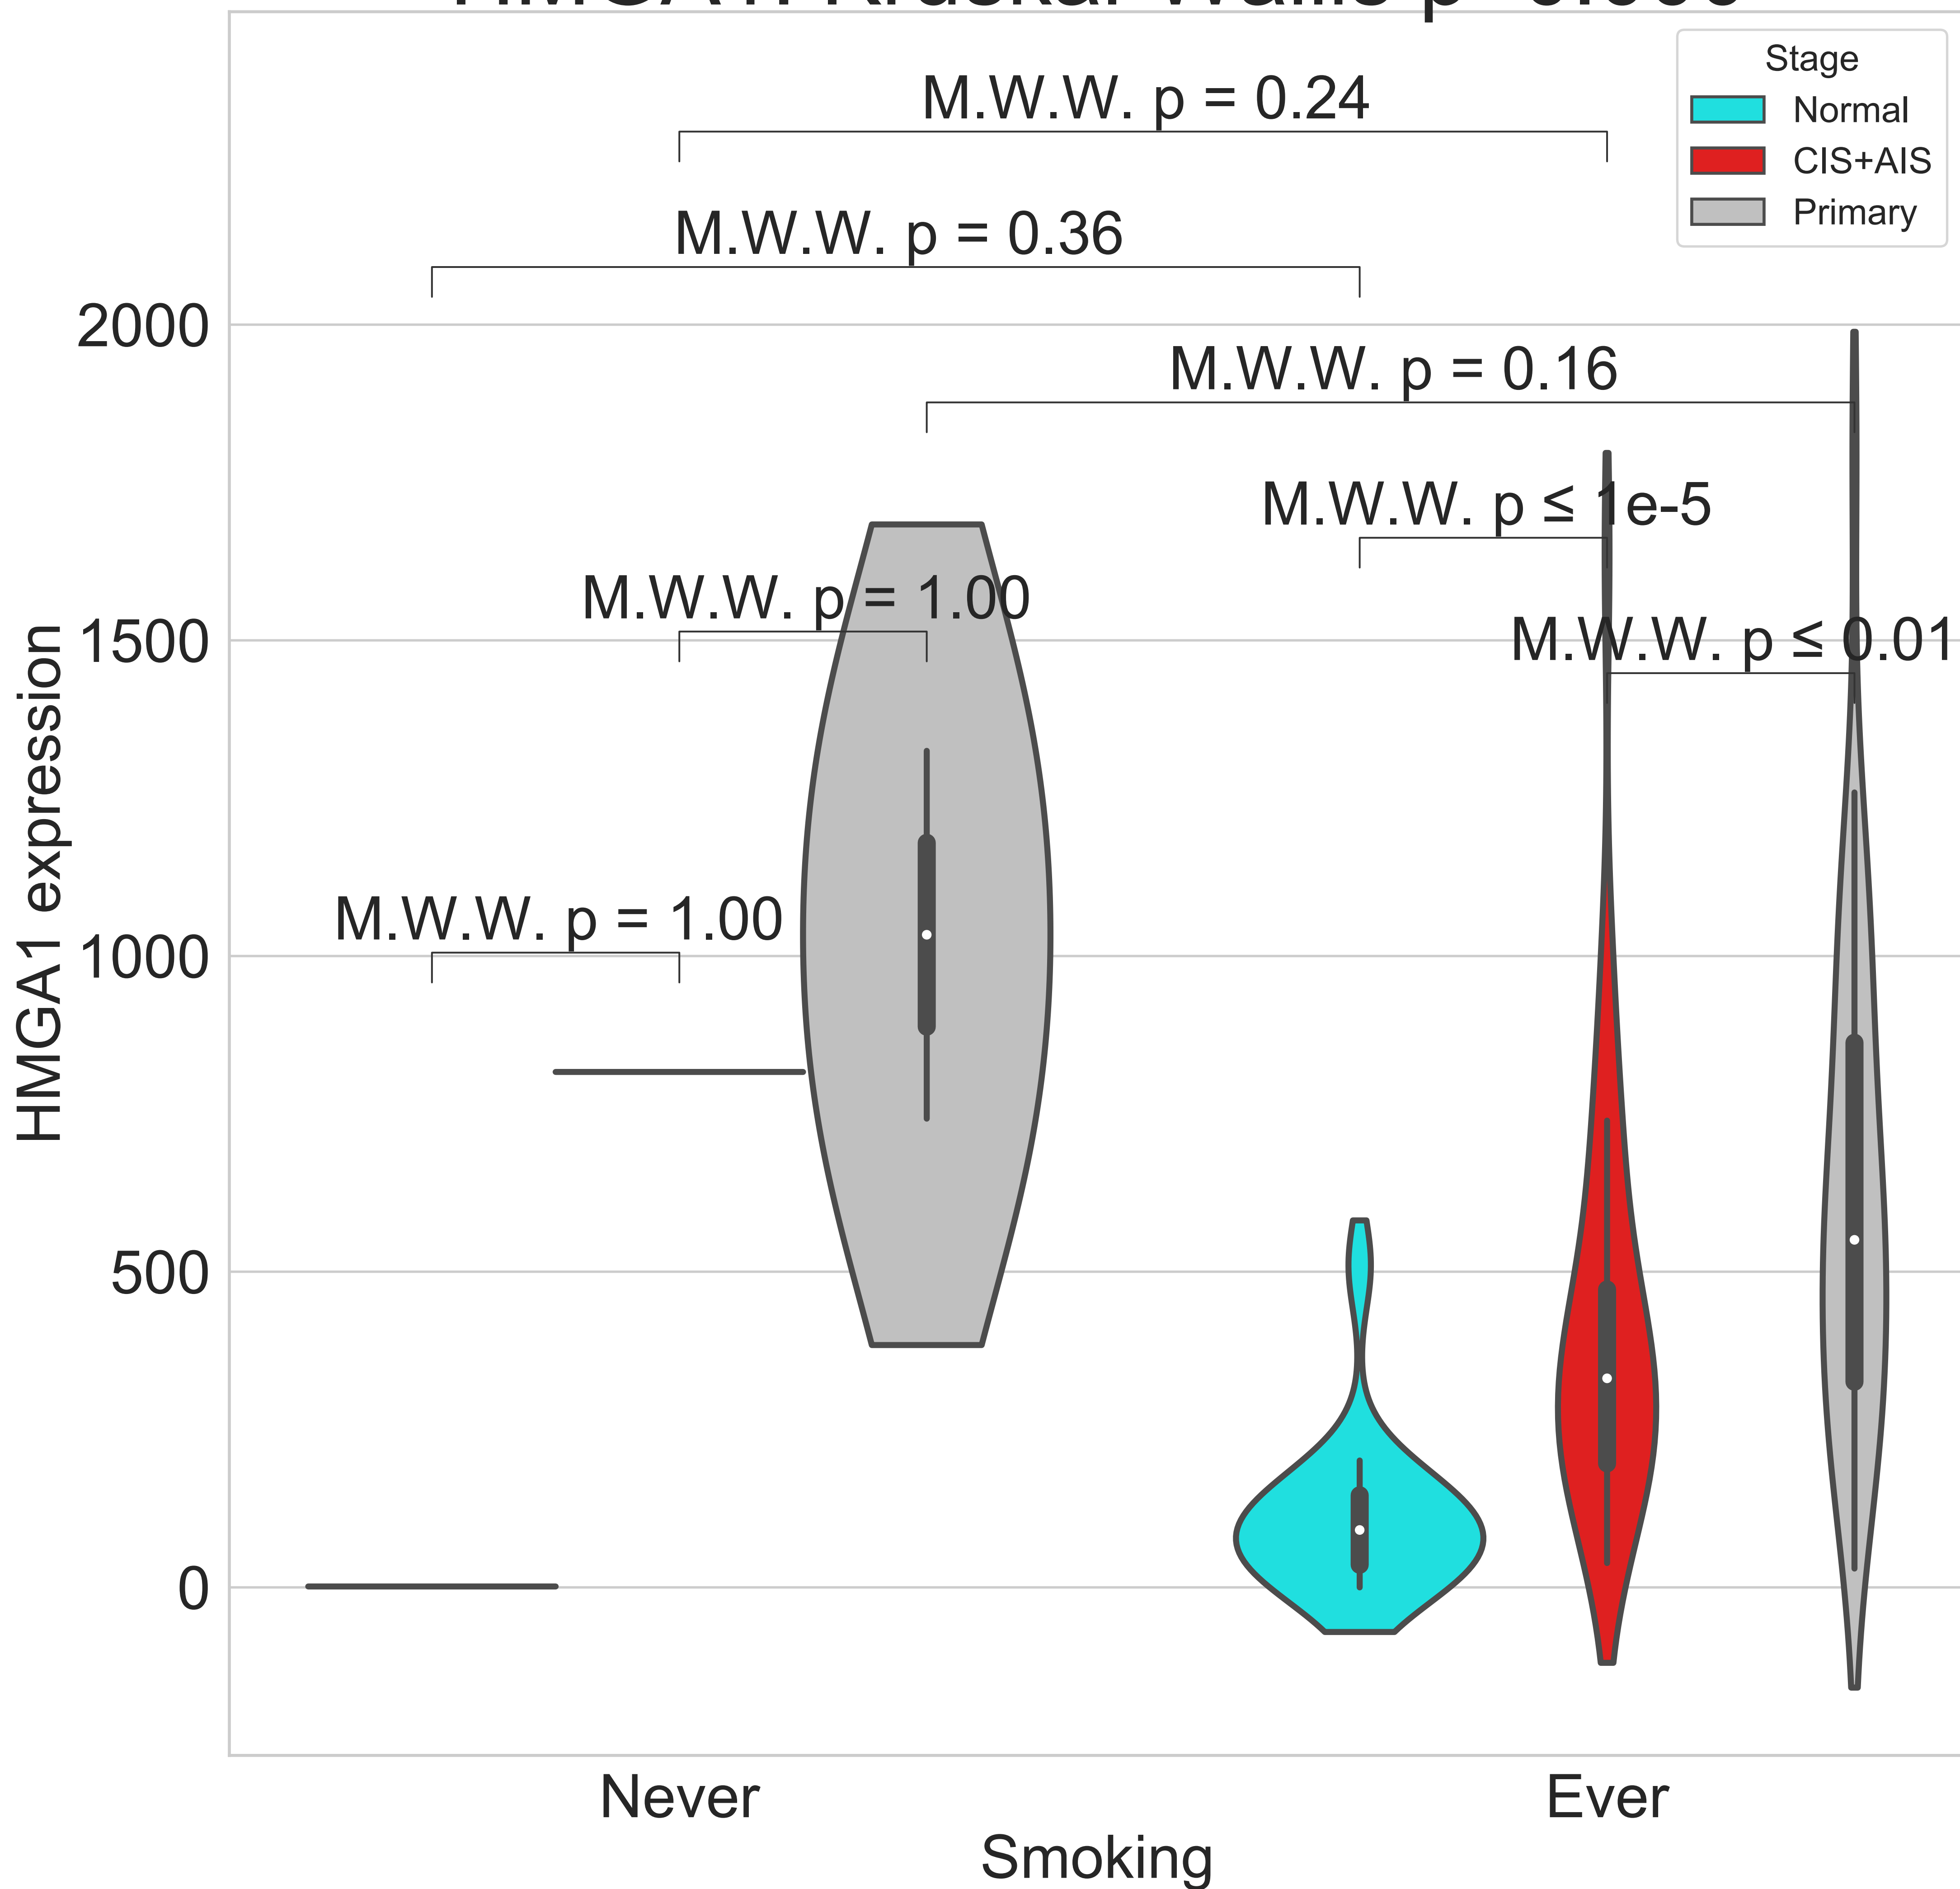 Stage
Normal
CIS+AIS
Primary
M.W.W. p = 0.24
M.W.W. p = 0.36
M.W.W. p = 0.16
M.W.W. p ≤ 1e-5
M.W.W. p = 1.00
M.W.W. p ≤ 0.01
M.W.W. p = 1.00
HMGA1 expression
2000
1500
1000
500
0
Never
Ever
Smoking